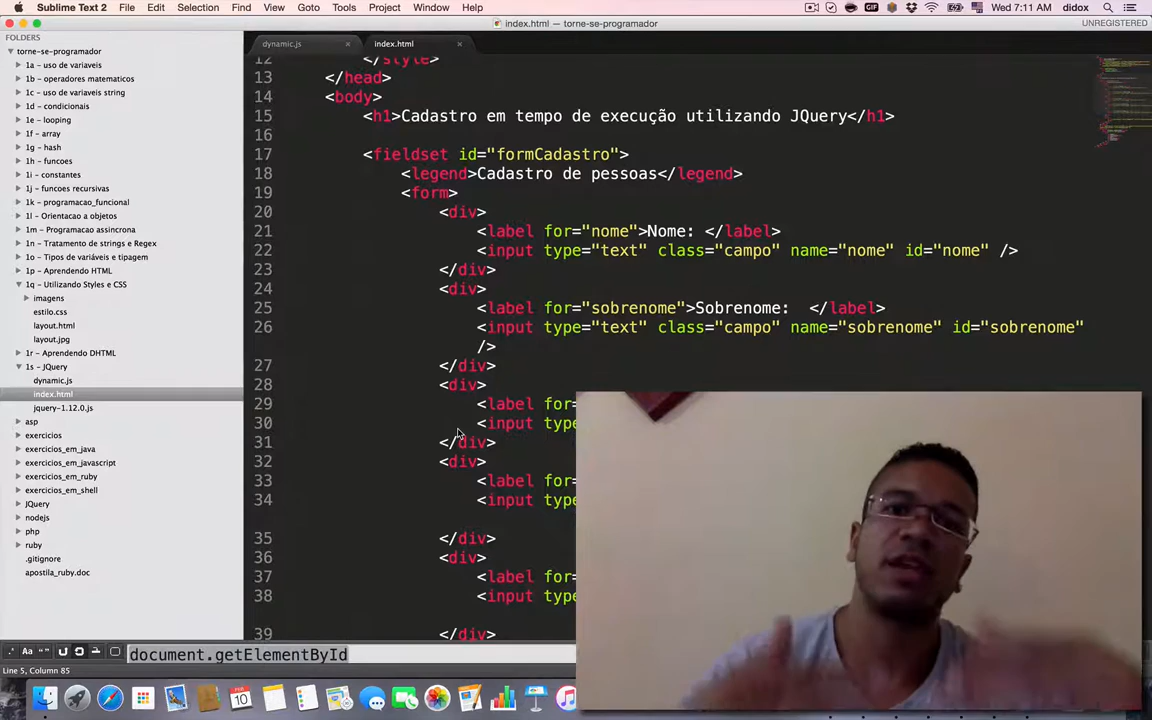 Sublime Text 2 File Edit Selection Find View Goto Tools Project Window Help
GIF
Wed 7:11 AM didox
index.html — torne-se-programador
UNREGISTERED
FOLDERS
torne-se-programador
1a - uso de variaveis
1b - operadores matematicos
1c - uso de variaveis string
1d - condicionais
1e - looping
1f - array
1g - hash
1h - funcoes
1i - constantes
1j - funcoes recursivas
1k - programacao_funcional
1l - Orientacao a objetos
1m - Programacao assincrona
1n - Tratamento de strings e Regex
1o - Tipos de variáveis e tipagem
1p - Aprendendo HTML
1q - Utilizando Styles e CSS
imagens
estilo.css
layout.html
layout.jpg
1r - Aprendendo DHTML
1s - JQuery
dynamic.js
index.html
jquery-1.12.0.js
asp
exercicios
exercicios_em_java
exercicios_em_javascript
exercicios_em_ruby
exercicios_em_shell
JQuery
nodejs
php
ruby
.gitignore
apostila_ruby.doc
dynamic.js
index.html
12 </style>
13 </head>
14 <body>
15 <h1>Cadastro em tempo de execução utilizando JQuery</h1>
16
17 <fieldset id="formCadastro">
18 <legend>Cadastro de pessoas</legend>
19 <form>
20 <div>
21 <label for="nome">Nome: </label>
22 <input type="text" class="campo" name="nome" id="nome" />
23 </div>
24 <div>
25 <label for="sobrenome">Sobrenome:  </label>
26 <input type="text" class="campo" name="sobrenome" id="sobrenome"
/>
27 </div>
28 <div>
29 <label for=
30 <input type
31 </div>
32 <div>
33 <label for=
34 <input type
35 </div>
36 <div>
37 <label for=
38 <input type
39 </div>
.* Aa “”
document.getElementById
Line 5, Column 85
10